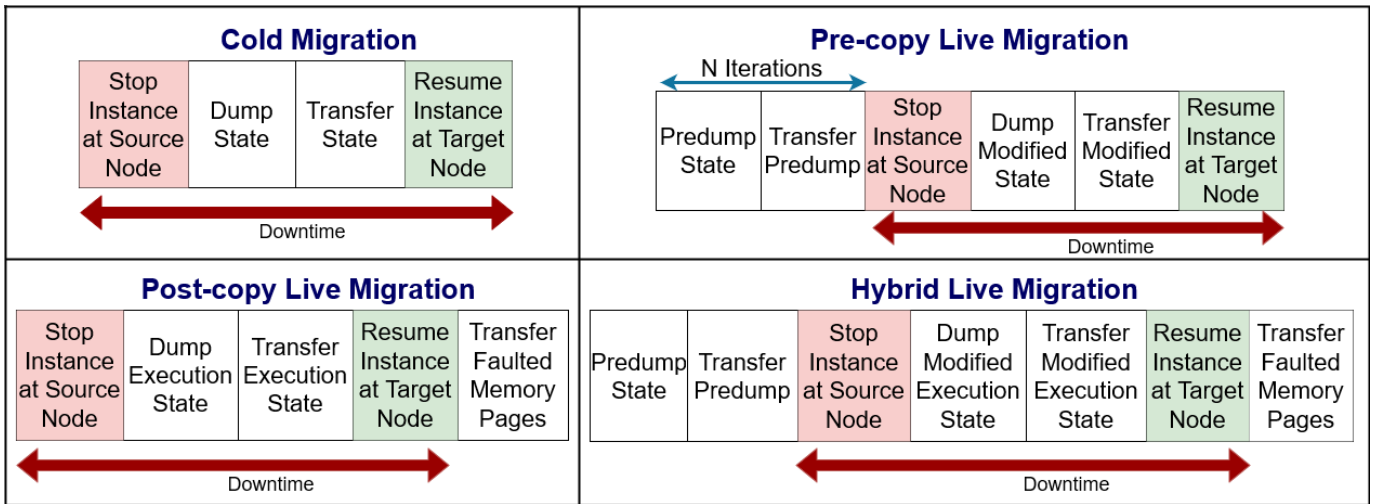 Cold Migration
Stop
Instance
at Source
Node
Dump
State
Transfer
State
Resume
Instance
at Target
Node
Downtime
Pre-copy Live Migration
N Iterations
Predump
State
Transfer
Predump
Stop
Instance
at Source
Node
Dump
Modified
State
Transfer
Modified
State
Resume
Instance
at Target
Node
Downtime
Post-copy Live Migration
Stop
Instance
at Source
Node
Dump
Execution
State
Transfer
Execution
State
Resume
Instance
at Target
Node
Transfer
Faulted
Memory
Pages
Downtime
Hybrid Live Migration
Predump
State
Transfer
Predump
Stop
Instance
at Source
Node
Dump
Modified
Execution
State
Transfer
Modified
Execution
State
Resume
Instance
at Target
Node
Transfer
Faulted
Memory
Pages
Downtime